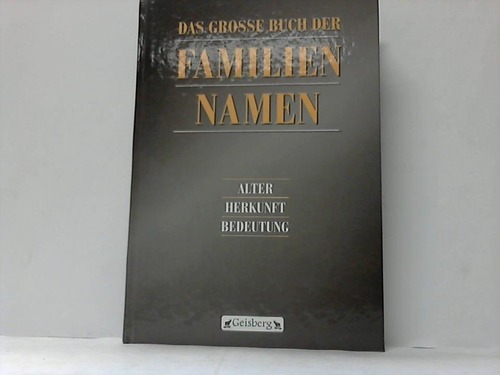 DAS GROSSE BUCH DER
FAMILIEN
NAMEN
ALTER
HERKUNFT
BEDEUTUNG
Geisberg